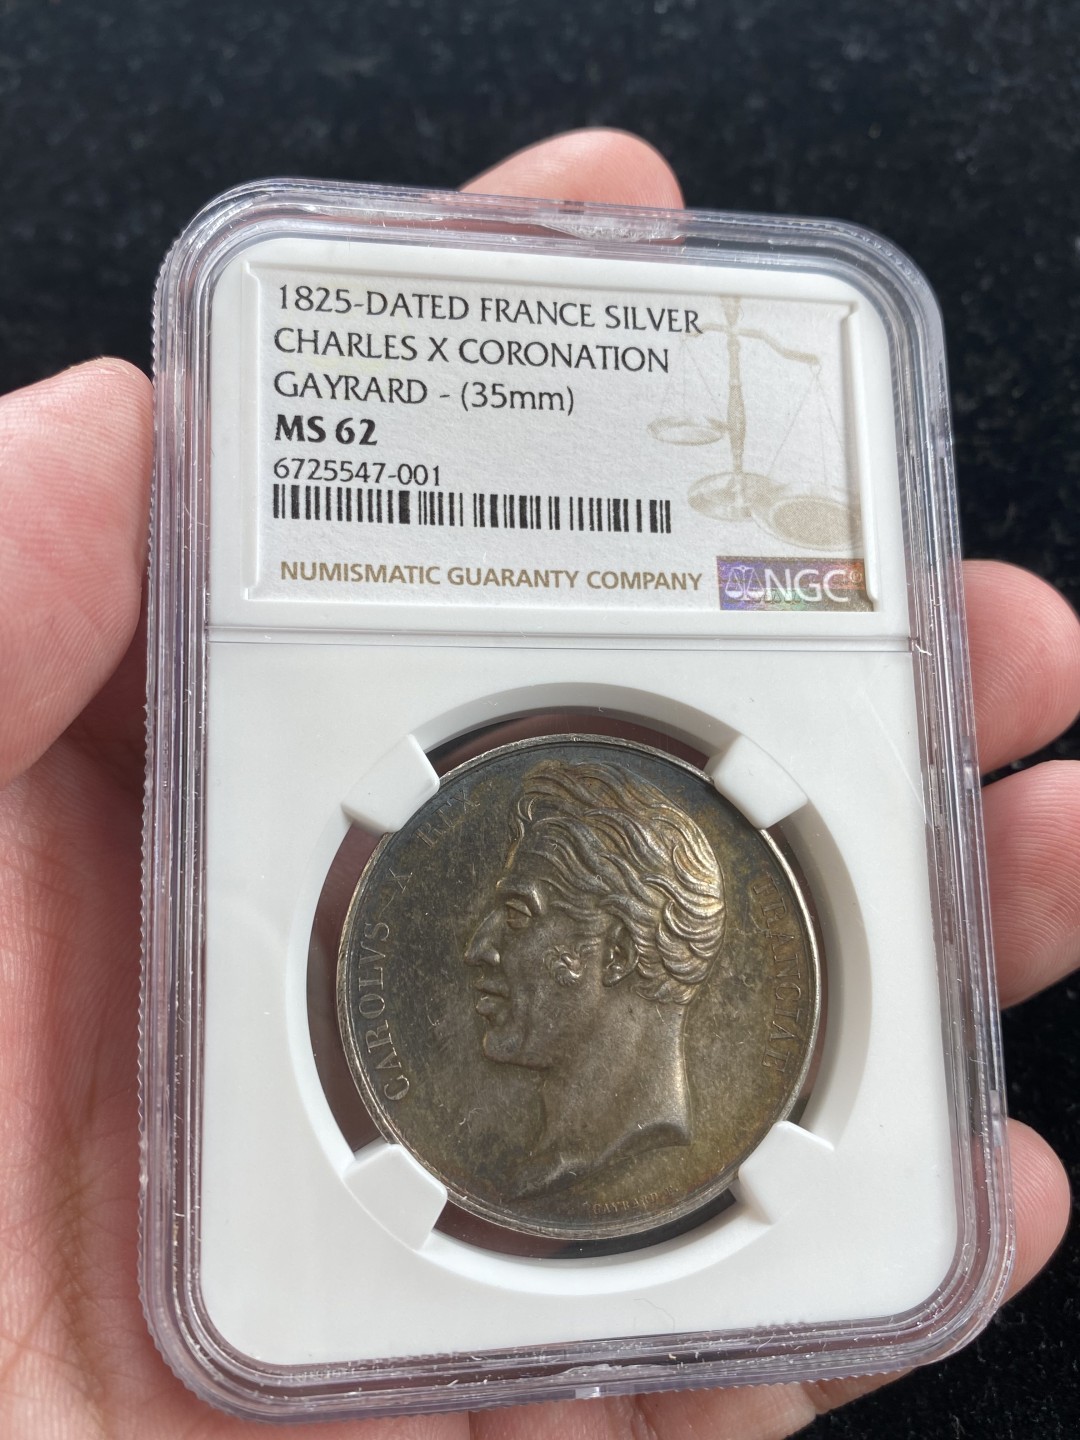 1825-DATED FRANCE SILVER
CHARLES X CORONATION
GAYRARD - (35mm)
MS 62
6725547-001
NUMISMATIC GUARANTY COMPANY
NGC®
CAROLVS X REX
FRANCIAE
GAYRARD